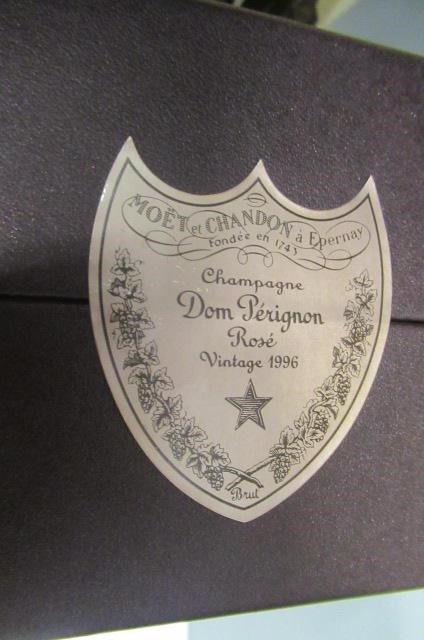 MOËT et CHANDON à Epernay
Fondée en 1743
Champagne
Dom Pérignon
Rosé
Vintage 1996
Brut